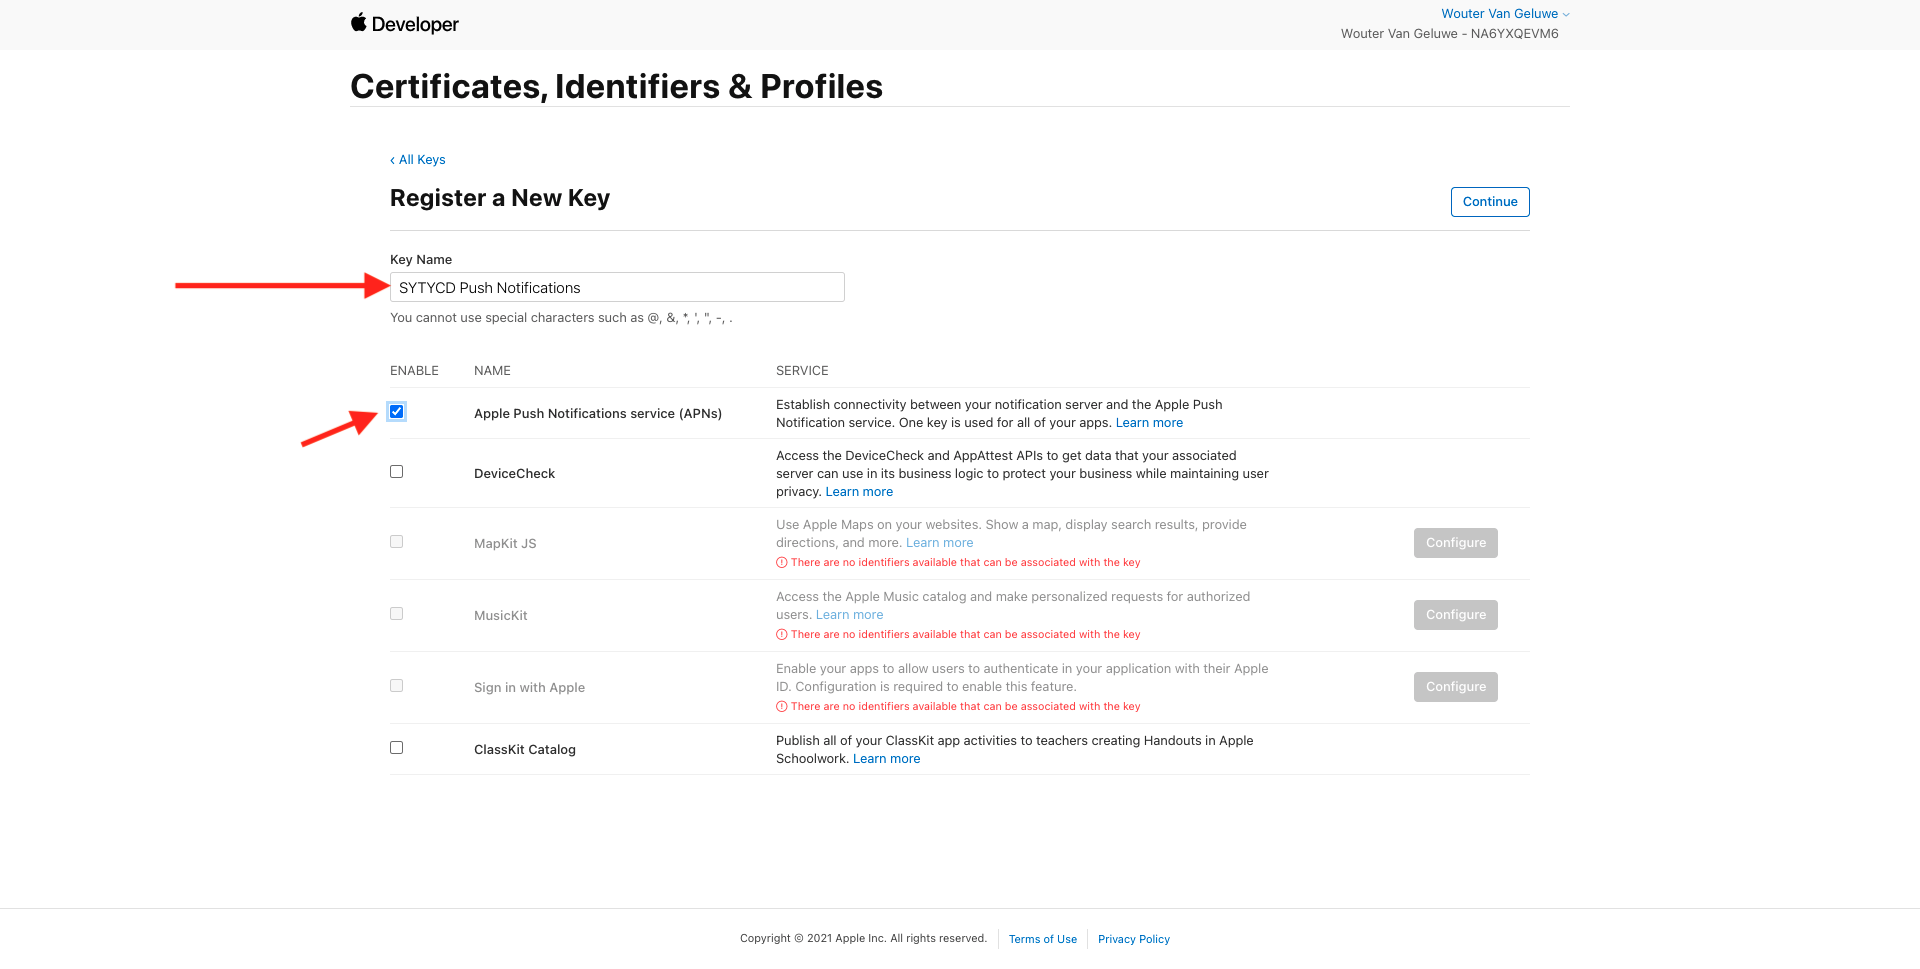 Developer
Wouter Van Geluwe
Wouter Van Geluwe - NA6YXQEVM6
Certificates, Identifiers & Profiles
‹ All Keys
Register a New Key
Continue
Key Name
SYTYCD Push Notifications
You cannot use special characters such as @, &, *, ', ", -, .
ENABLE NAME SERVICE
Apple Push Notifications service (APNs)
Establish connectivity between your notification server and the Apple Push
Notification service. One key is used for all of your apps. Learn more
DeviceCheck
Access the DeviceCheck and AppAttest APIs to get data that your associated
server can use in its business logic to protect your business while maintaining user
privacy. Learn more
MapKit JS
Use Apple Maps on your websites. Show a map, display search results, provide
directions, and more. Learn more
There are no identifiers available that can be associated with the key
Configure
MusicKit
Access the Apple Music catalog and make personalized requests for authorized
users. Learn more
There are no identifiers available that can be associated with the key
Configure
Sign in with Apple
Enable your apps to allow users to authenticate in your application with their Apple
ID. Configuration is required to enable this feature.
There are no identifiers available that can be associated with the key
Configure
ClassKit Catalog
Publish all of your ClassKit app activities to teachers creating Handouts in Apple
Schoolwork. Learn more
Copyright © 2021 Apple Inc. All rights reserved. Terms of Use Privacy Policy